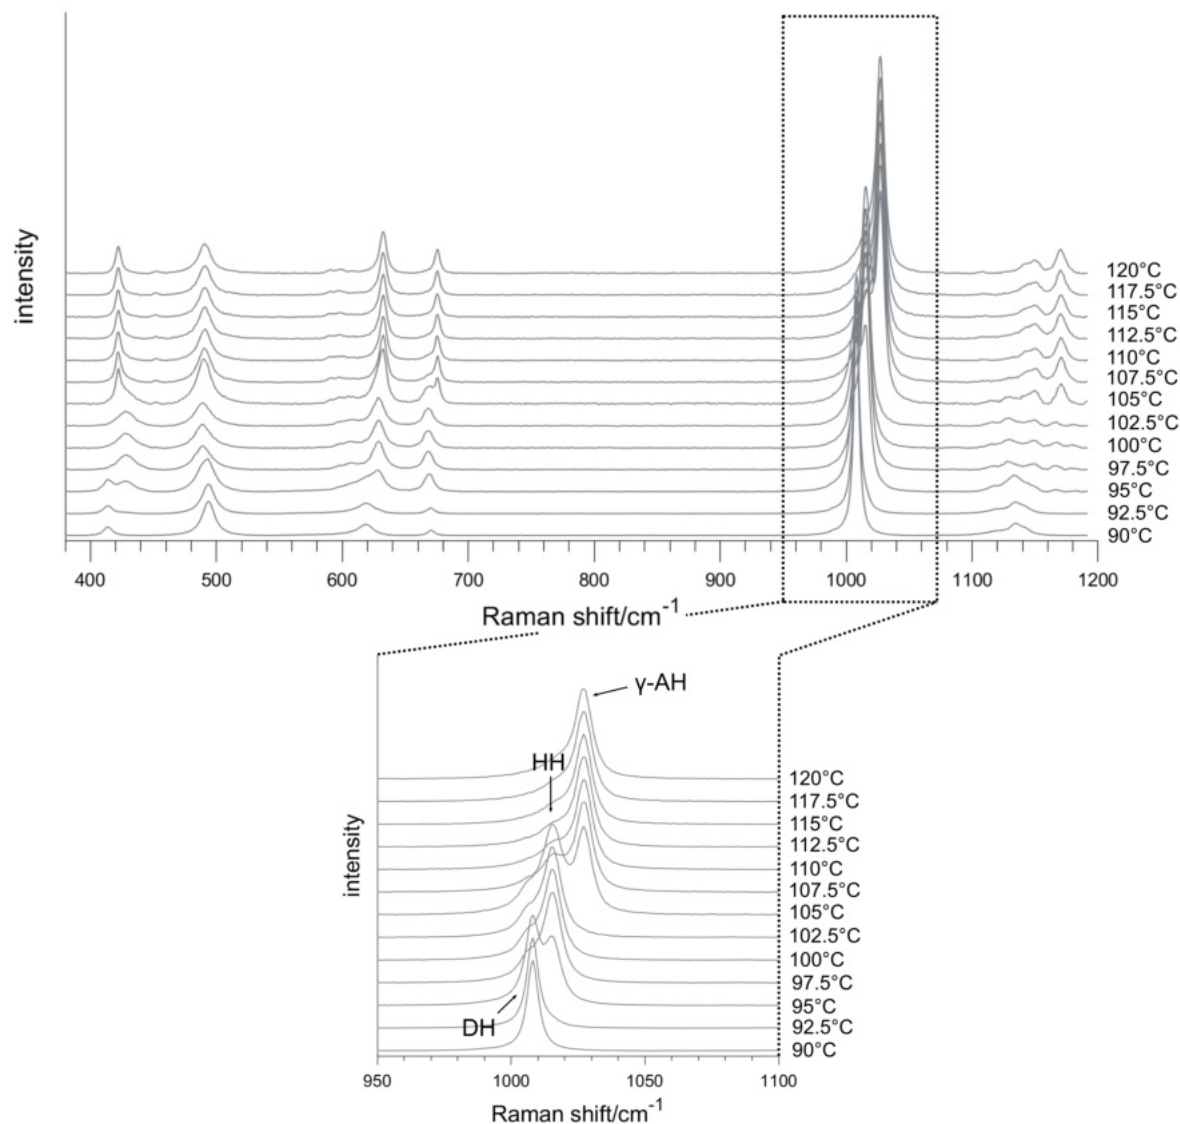 intensity
120°C
117.5°C
115°C
112.5°C
110°C
107.5°C
105°C
102.5°C
100°C
97.5°C
95°C
92.5°C
90°C
400 500 600 700 800 900 1000 1100 1200
Raman shift/cm⁻¹
γ-AH
HH
DH
intensity
120°C
117.5°C
115°C
112.5°C
110°C
107.5°C
105°C
102.5°C
100°C
97.5°C
95°C
92.5°C
90°C
950 1000 1050 1100
Raman shift/cm⁻¹